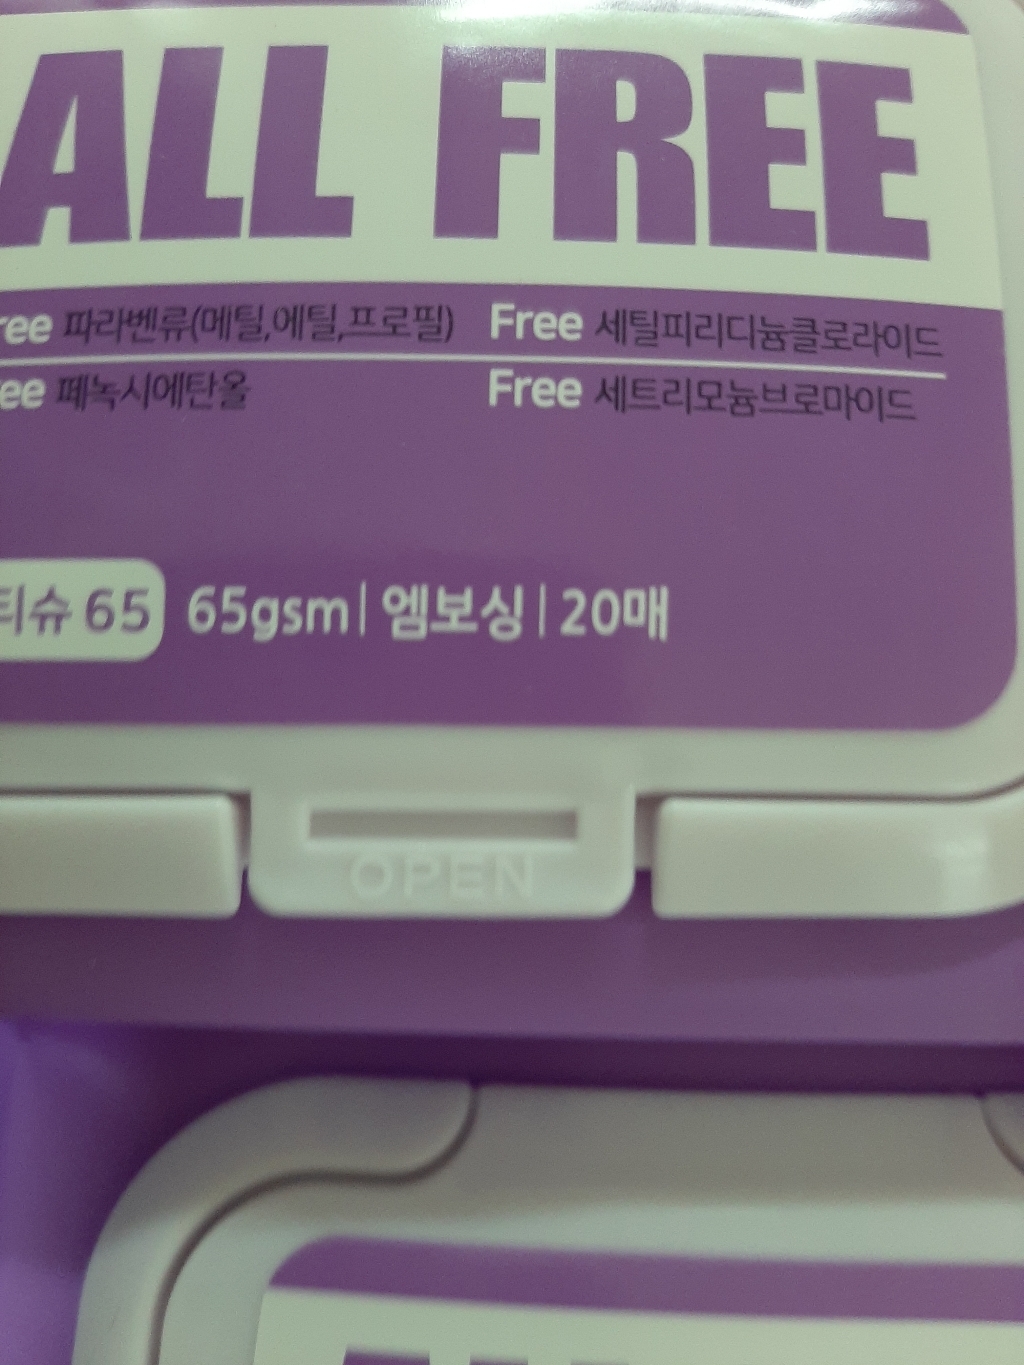 ALL FREE
ree 파라벤류(메틸,에틸,프로필) Free 세틸피리디늄클로라이드
ee 페녹시에탄올 Free 세트리모늄브로마이드
티슈 65 65gsm | 엠보싱 | 20매
OPEN